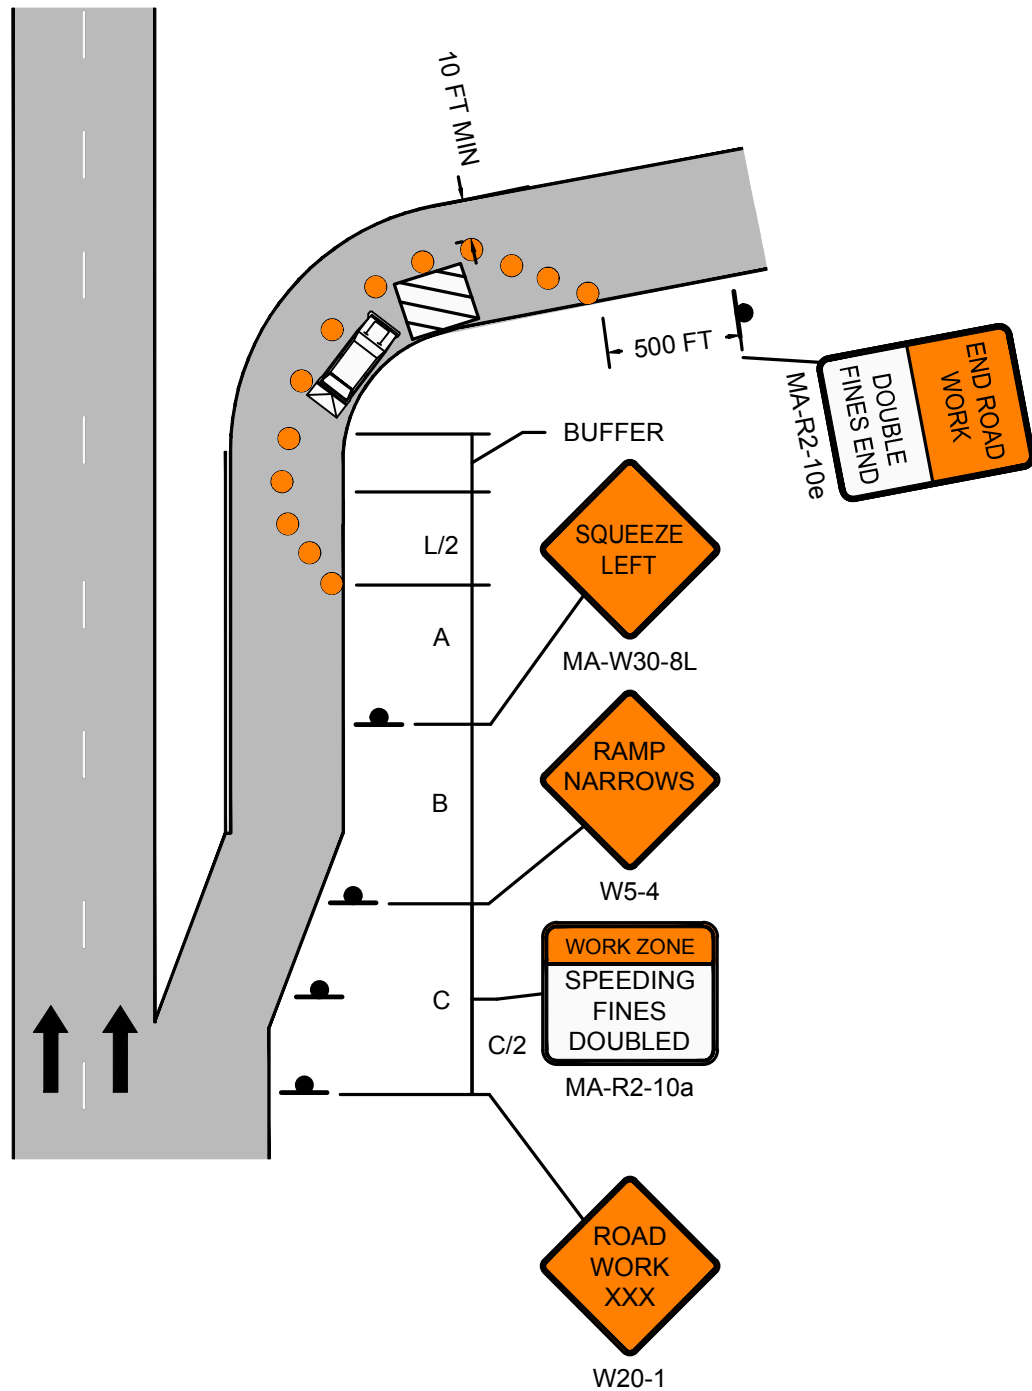 10 FT MIN
500 FT
END ROAD
WORK
DOUBLE
FINES END
MA-R2-10e
BUFFER
L/2
SQUEEZE
LEFT
A
MA-W30-8L
RAMP
NARROWS
B
W5-4
WORK ZONE
SPEEDING
FINES
DOUBLED
C
C/2
MA-R2-10a
ROAD
WORK
XXX
W20-1